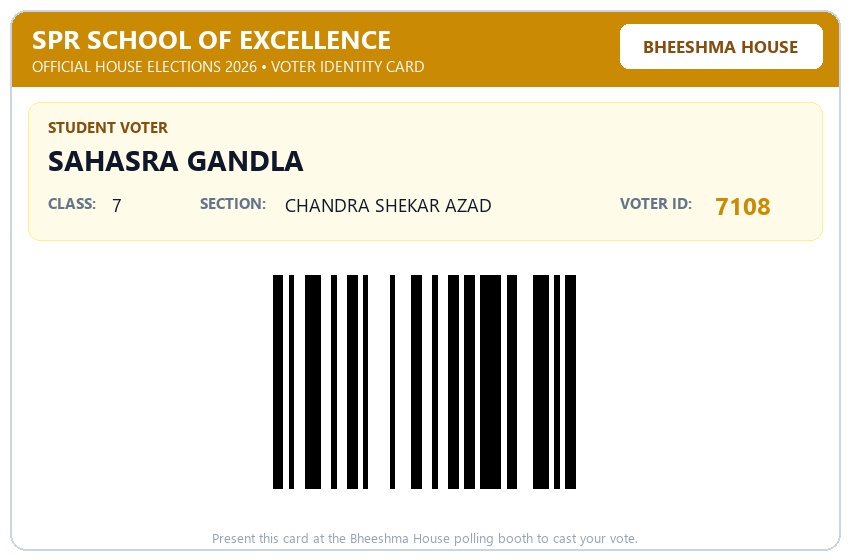 SPR SCHOOL OF EXCELLENCE
OFFICIAL HOUSE ELECTIONS 2026 • VOTER IDENTITY CARD
BHEESHMA HOUSE
STUDENT VOTER
SAHASRA GANDLA
CLASS: 7 SECTION: CHANDRA SHEKAR AZAD VOTER ID: 7108
Present this card at the Bheeshma House polling booth to cast your vote.